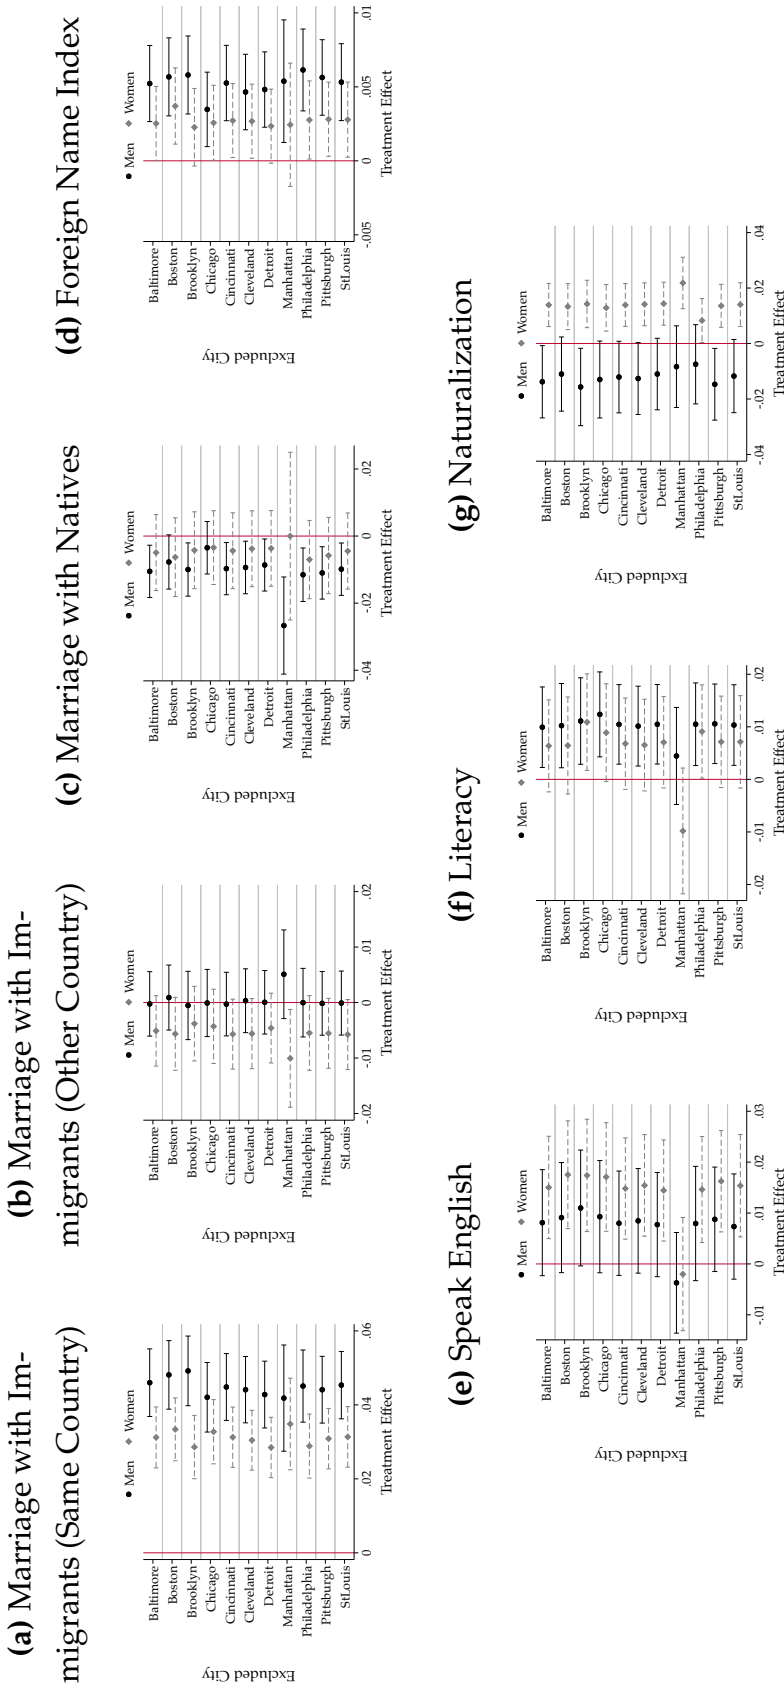 (a) Marriage with Im-
migrants (Same Country)
Men Women
Excluded City
Baltimore
Boston
Brooklyn
Chicago
Cincinnati
Cleveland
Detroit
Manhattan
Philadelphia
Pittsburgh
StLouis
0 .02 .04 .06
Treatment Effect
(b) Marriage with Im-
migrants (Other Country)
Men Women
Excluded City
Baltimore
Boston
Brooklyn
Chicago
Cincinnati
Cleveland
Detroit
Manhattan
Philadelphia
Pittsburgh
StLouis
-.02 -.01 0 .01 .02
Treatment Effect
(c) Marriage with Natives
Men Women
Excluded City
Baltimore
Boston
Brooklyn
Chicago
Cincinnati
Cleveland
Detroit
Manhattan
Philadelphia
Pittsburgh
StLouis
-.04 -.02 0 .02
Treatment Effect
(d) Foreign Name Index
Men Women
Excluded City
Baltimore
Boston
Brooklyn
Chicago
Cincinnati
Cleveland
Detroit
Manhattan
Philadelphia
Pittsburgh
StLouis
-.005 0 .005 .01
Treatment Effect
(e) Speak English
Men Women
Excluded City
Baltimore
Boston
Brooklyn
Chicago
Cincinnati
Cleveland
Detroit
Manhattan
Philadelphia
Pittsburgh
StLouis
-.01 0 .01 .02 .03
Treatment Effect
(f) Literacy
Men Women
Excluded City
Baltimore
Boston
Brooklyn
Chicago
Cincinnati
Cleveland
Detroit
Manhattan
Philadelphia
Pittsburgh
StLouis
-.02 -.01 0 .01 .02
Treatment Effect
(g) Naturalization
Men Women
Excluded City
Baltimore
Boston
Brooklyn
Chicago
Cincinnati
Cleveland
Detroit
Manhattan
Philadelphia
Pittsburgh
StLouis
-.04 -.02 0 .02 .04
Treatment Effect